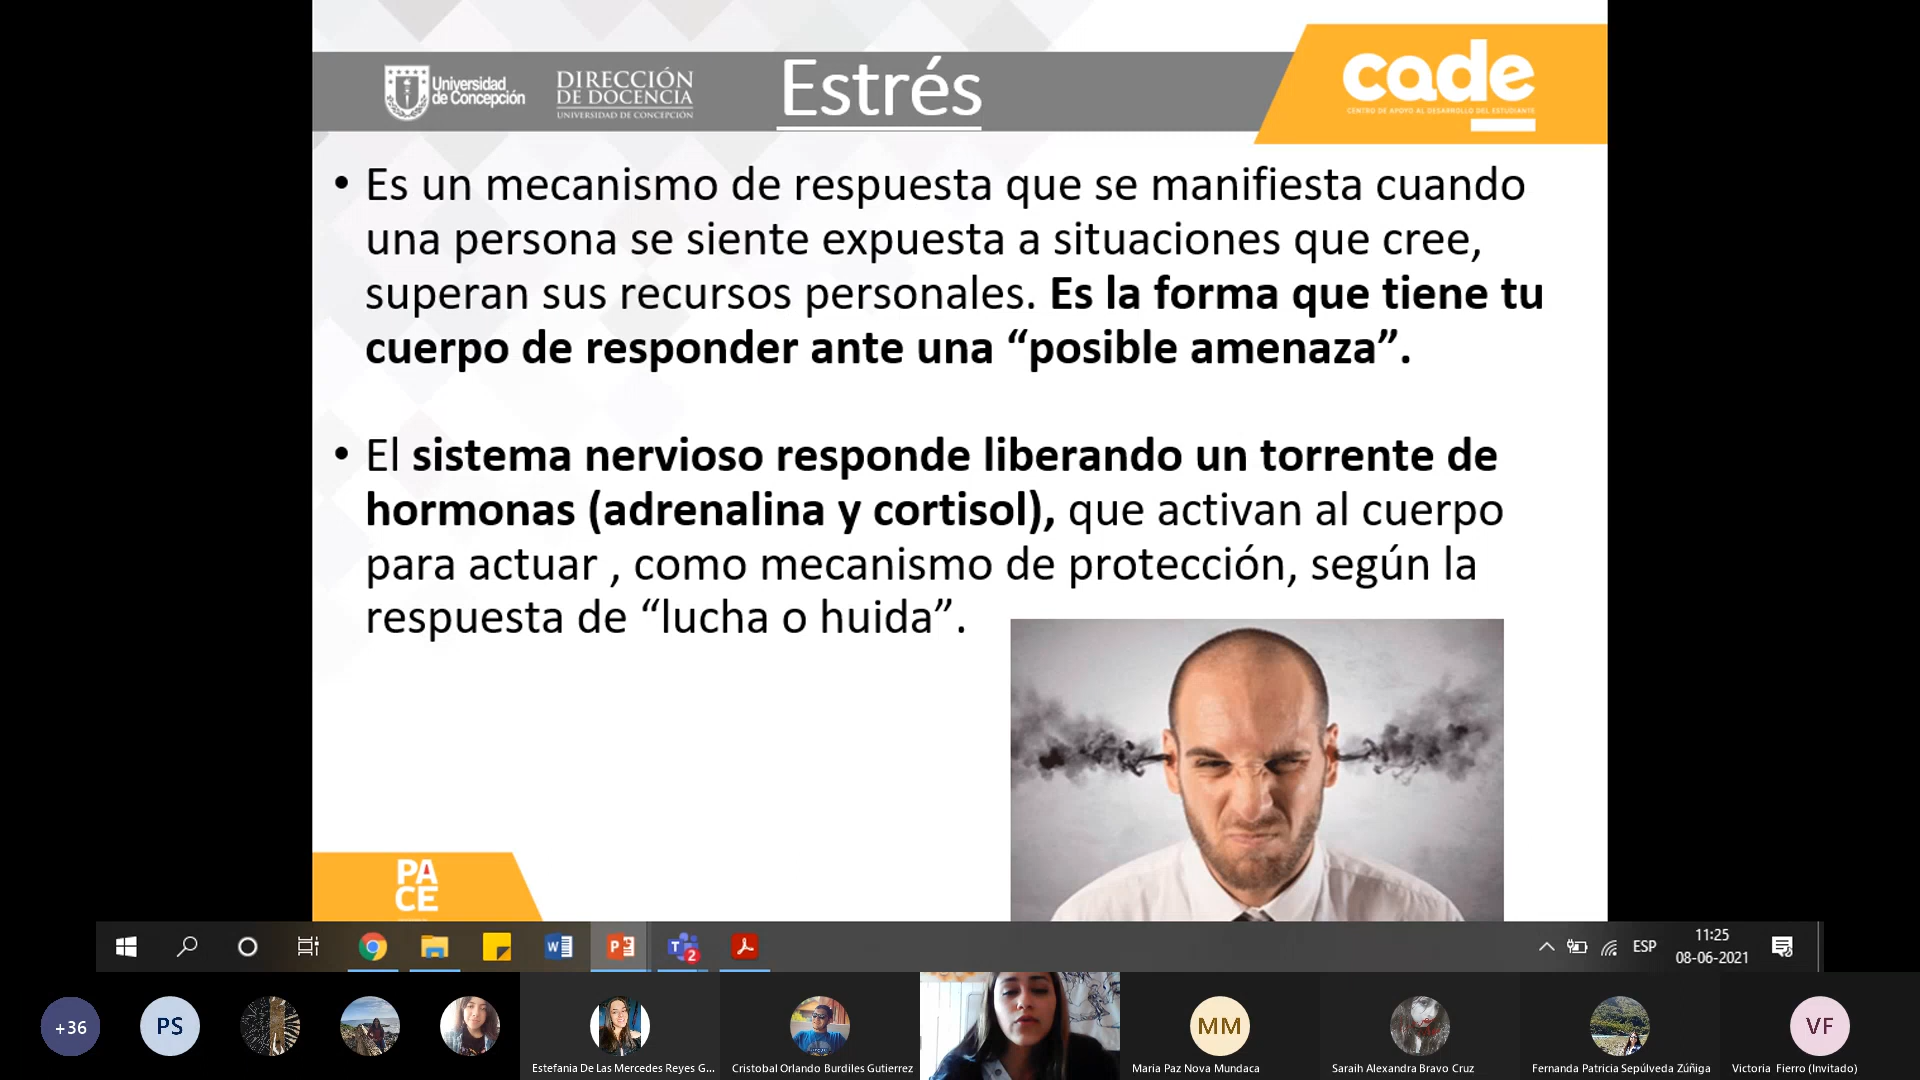 Universidad
de Concepción
DIRECCIÓN
DE DOCENCIA
UNIVERSIDAD DE CONCEPCIÓN
Estrés
cade
CENTRO DE APOYO AL DESARROLLO DEL ESTUDIANTE
• Es un mecanismo de respuesta que se manifiesta cuando
una persona se siente expuesta a situaciones que cree,
superan sus recursos personales. Es la forma que tiene tu
cuerpo de responder ante una “posible amenaza”.
• El sistema nervioso responde liberando un torrente de
hormonas (adrenalina y cortisol), que activan al cuerpo
para actuar , como mecanismo de protección, según la
respuesta de “lucha o huida”.
PA
CE
2
ESP
11:25
08-06-2021
+36
PS
MM
VF
Estefania De Las Mercedes Reyes G...
Cristobal Orlando Burdiles Gutierrez
Maria Paz Nova Mundaca
Saraih Alexandra Bravo Cruz
Fernanda Patricia Sepúlveda Zúñiga
Victoria Fierro (Invitado)